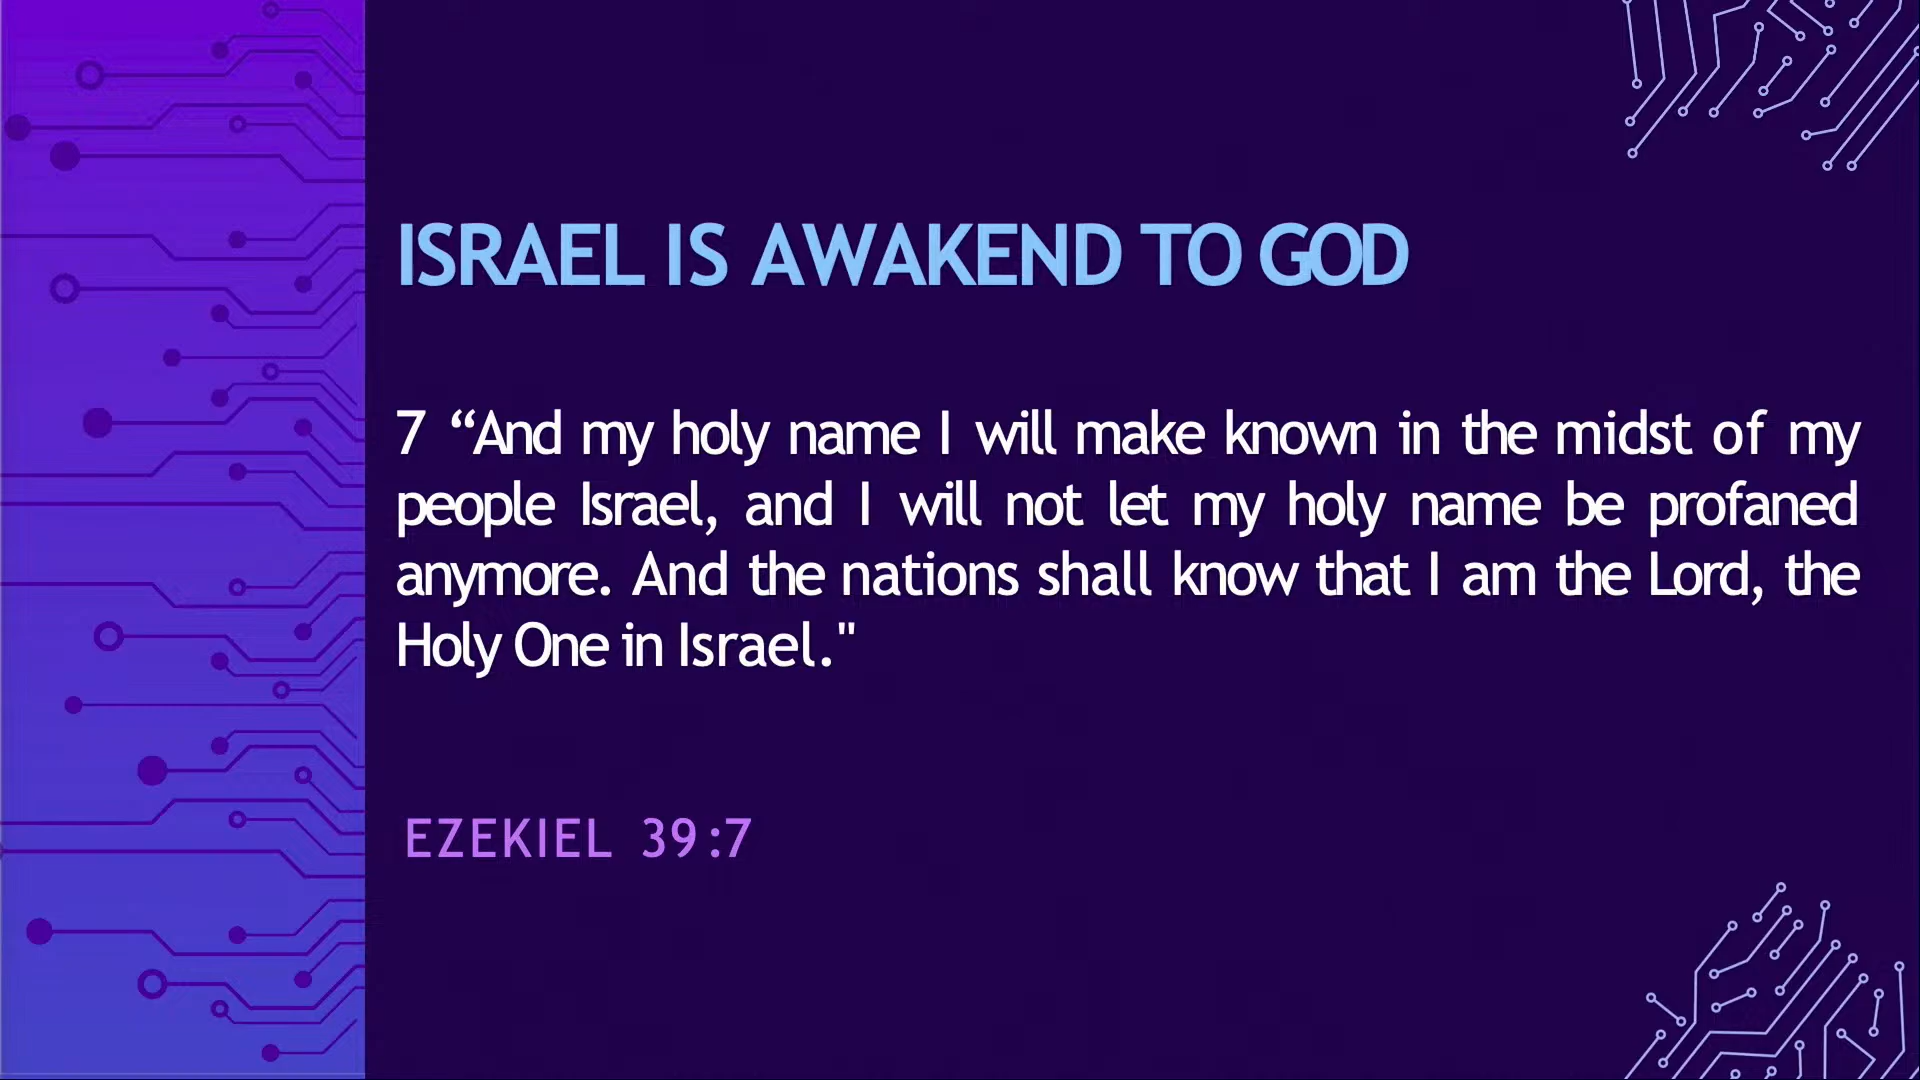 ISRAEL IS AWAKEND TO GOD
7 “And my holy name I will make known in the midst of my
people Israel, and I will not let my holy name be profaned
anymore. And the nations shall know that I am the Lord, the
Holy One in Israel."
EZEKIEL 39:7